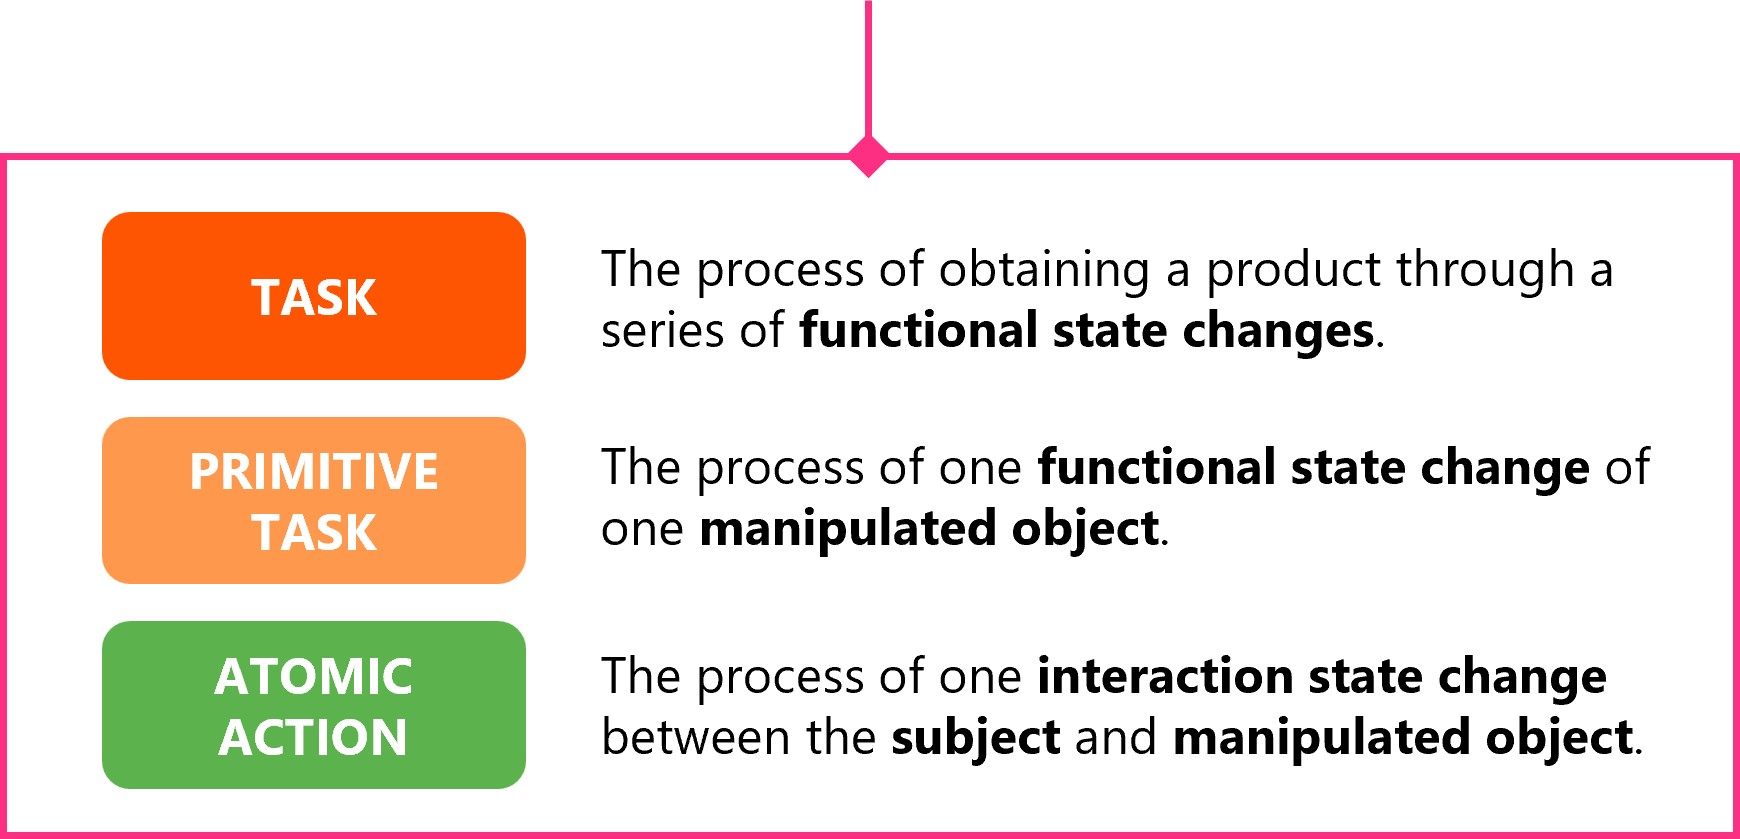 TASK
The process of obtaining a product through a
series of functional state changes.
PRIMITIVE
TASK
The process of one functional state change of
one manipulated object.
ATOMIC
ACTION
The process of one interaction state change
between the subject and manipulated object.